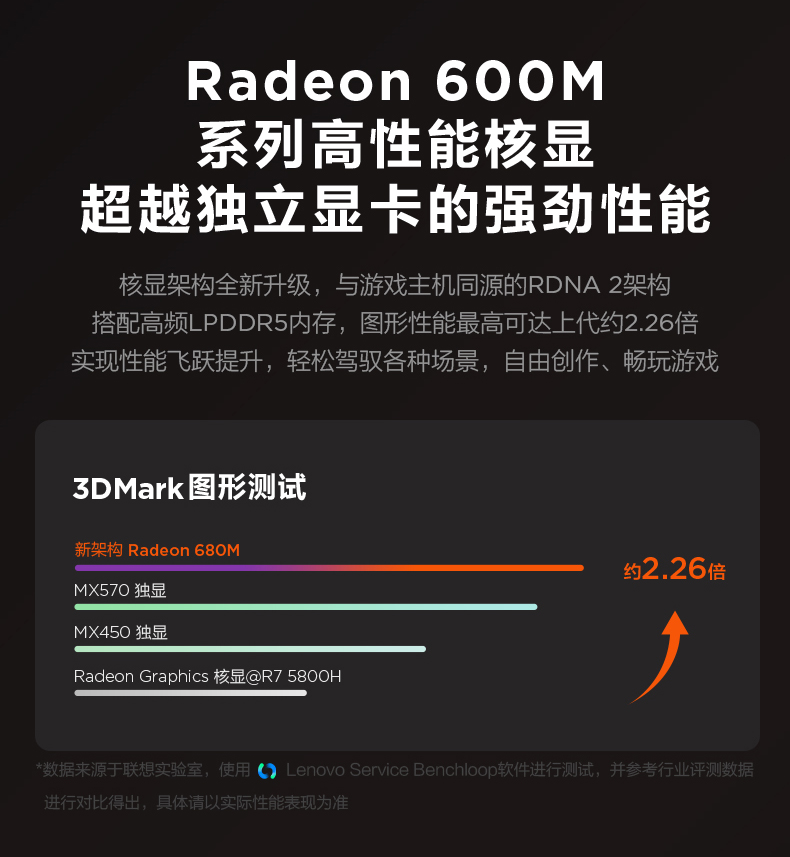 Radeon 600M
系列高性能核显
超越独立显卡的强劲性能
核显架构全新升级，与游戏主机同源的RDNA 2架构
搭配高频LPDDR5内存，图形性能最高可达上代约2.26倍
实现性能飞跃提升，轻松驾驭各种场景，自由创作、畅玩游戏
3DMark图形测试
新架构 Radeon 680M
约2.26倍
MX570 独显
MX450 独显
Radeon Graphics 核显@R7 5800H
*数据来源于联想实验室，使用 Lenovo Service Benchloop软件进行测试，并参考行业评测数据
进行对比得出，具体请以实际性能表现为准